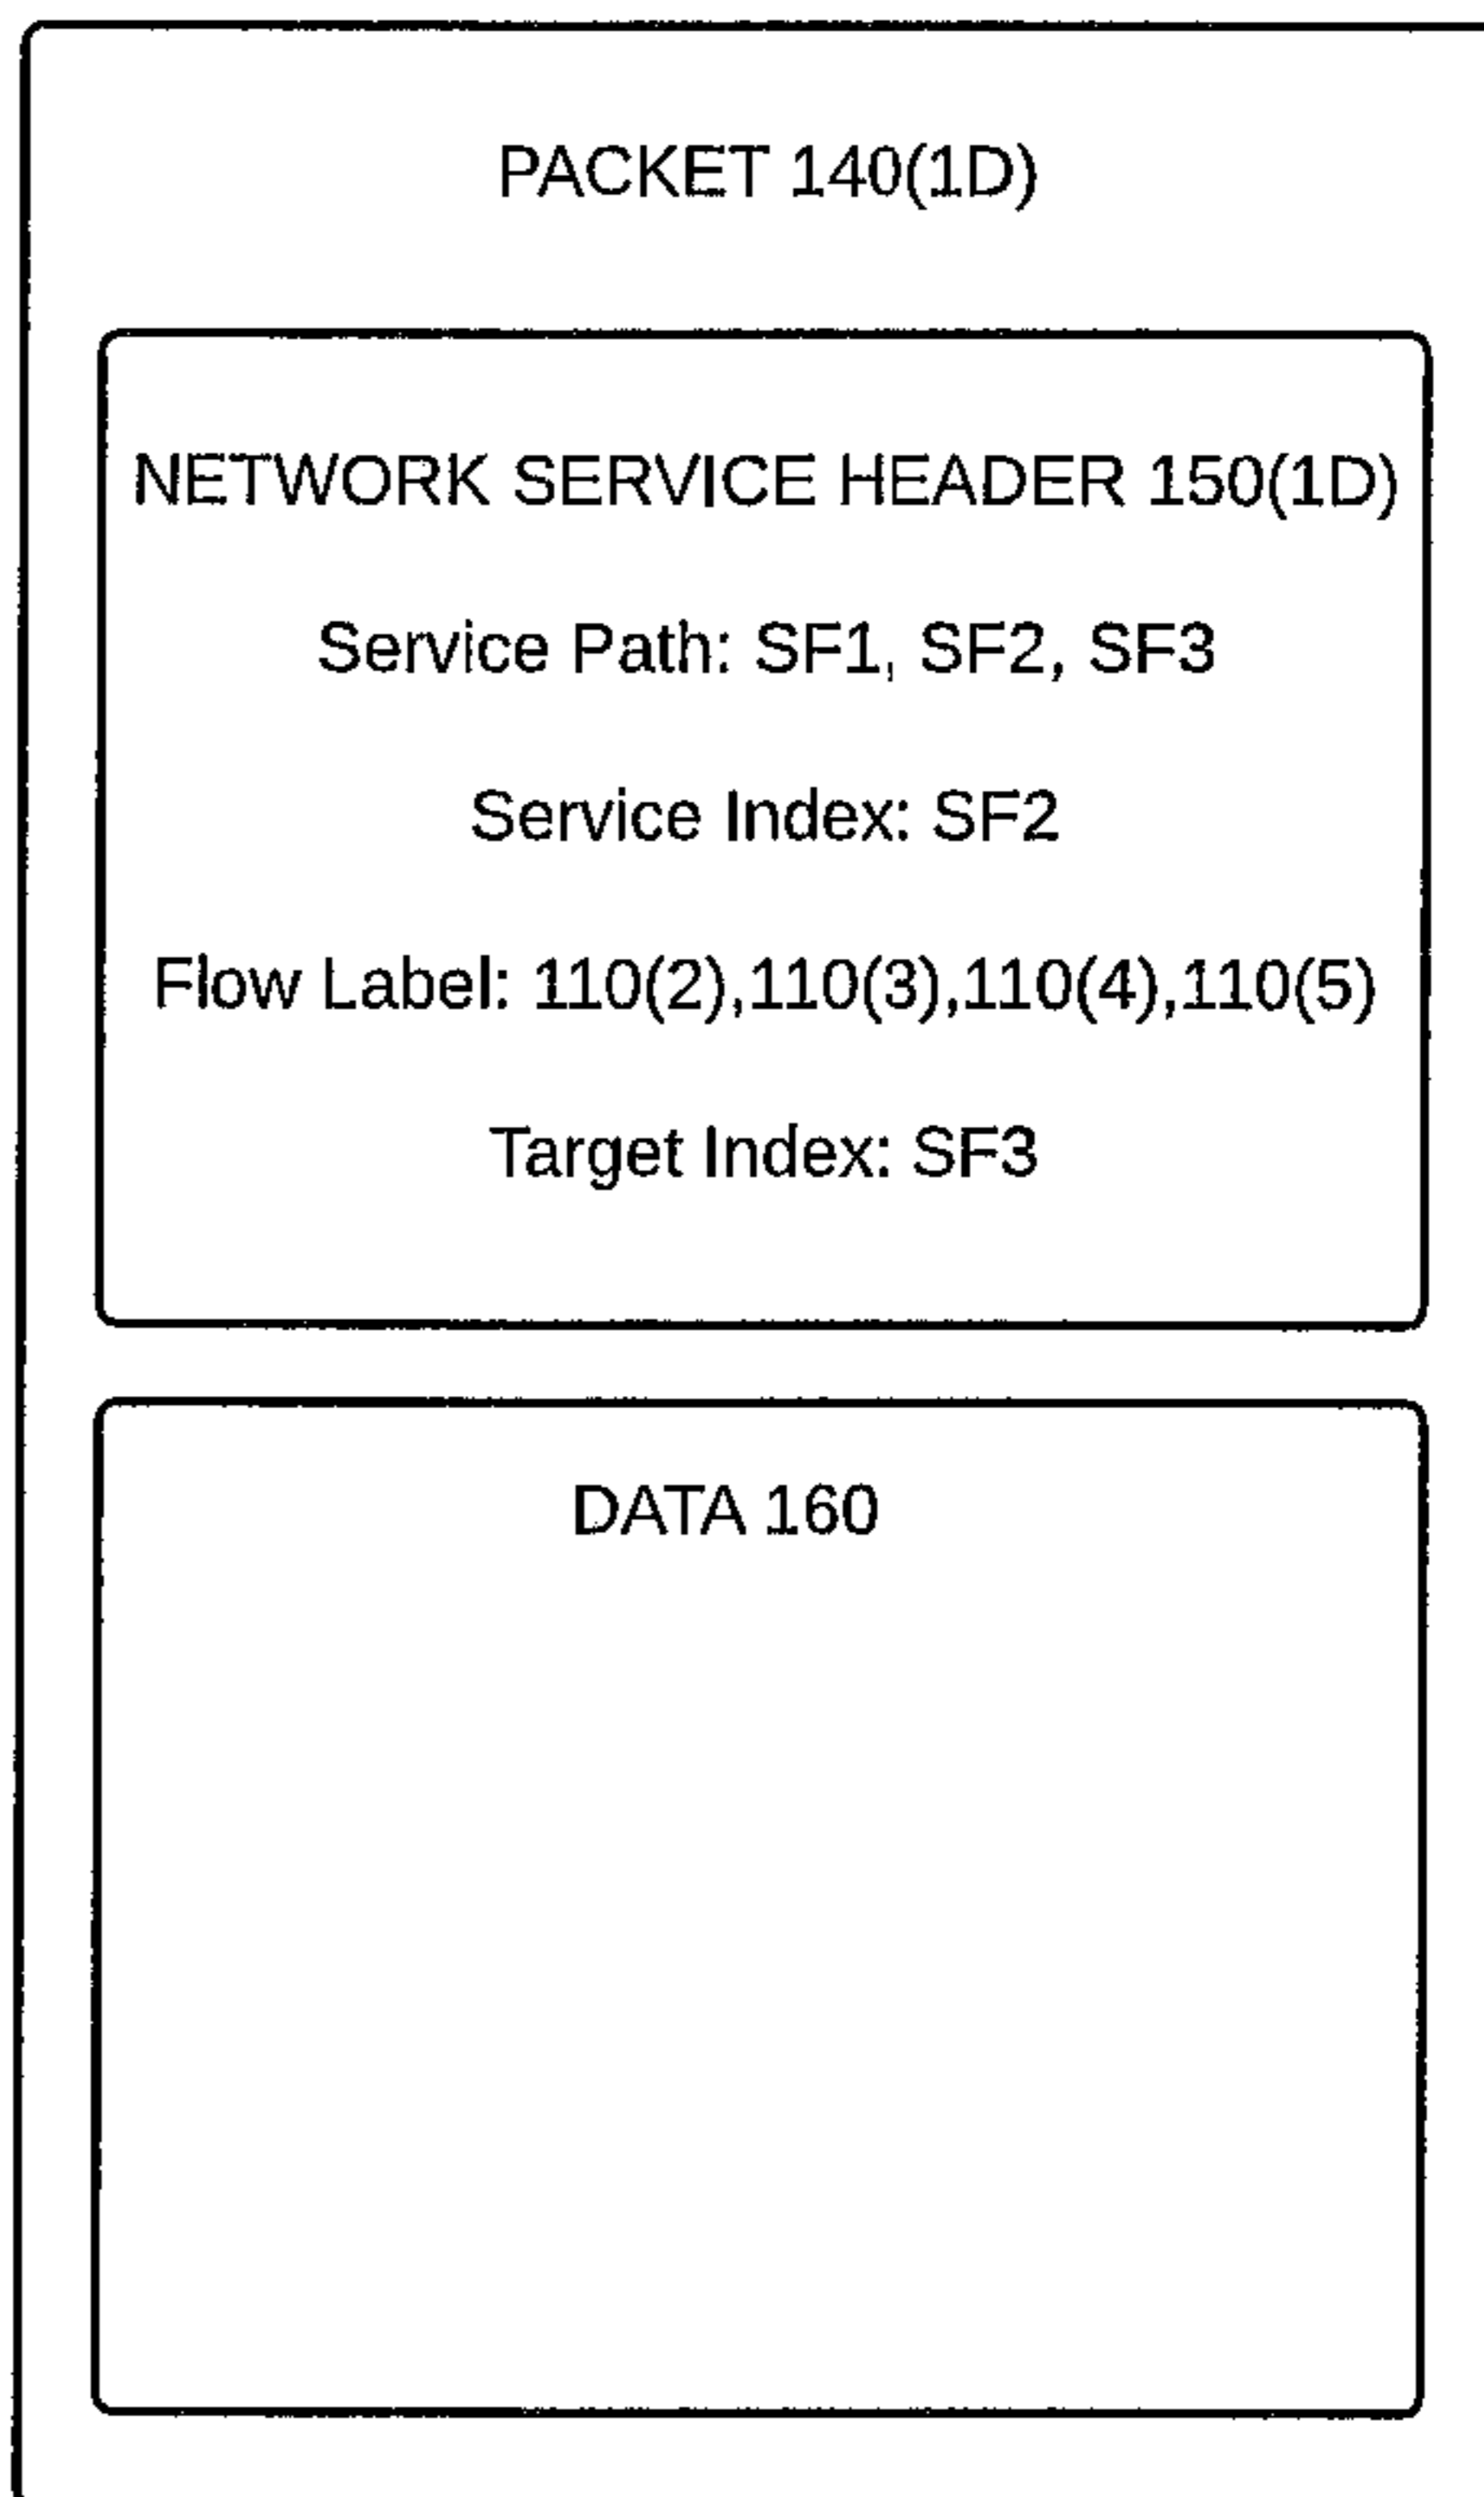 PACKET 140(1D)
NETWORK SERVICE HEADER 150(1D)
Service Path: SF1, SF2, SF3
Service Index: SF2
Flow Label: 110(2),110(3),110(4),110(5)
Target Index: SF3
DATA 160